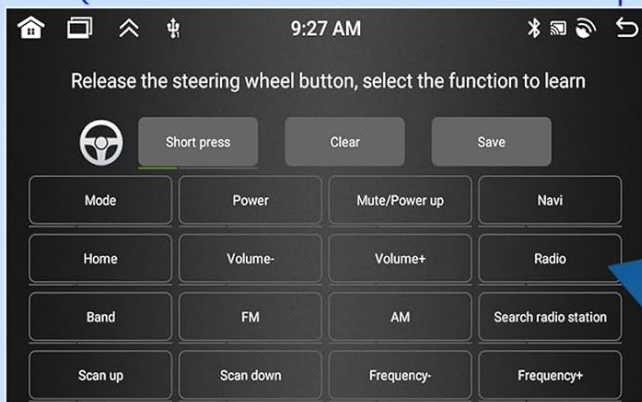 9:27 AM
Release the steering wheel button, select the function to learn
Short press Clear Save
Mode Power Mute/Power up Navi
Home Volume- Volume+ Radio
Band FM AM Search radio station
Scan up Scan down Frequency- Frequency+